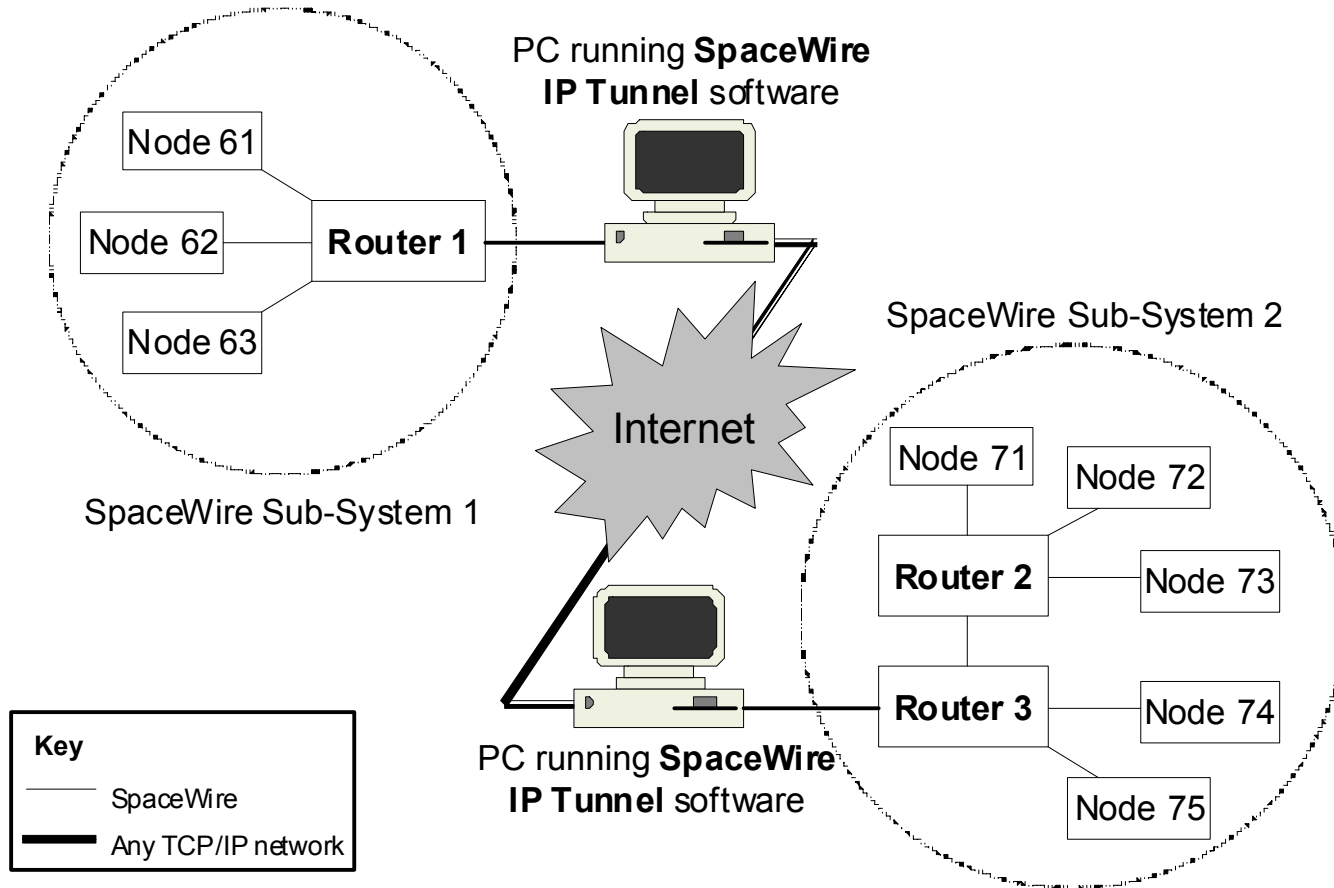 PC running SpaceWire
IP Tunnel software
Node 61
Node 62
Node 63
Router 1
SpaceWire Sub-System 1
Internet
SpaceWire Sub-System 2
Node 71
Node 72
Router 2
Node 73
Router 3
Node 74
Node 75
PC running SpaceWire
IP Tunnel software
Key
SpaceWire
Any TCP/IP network